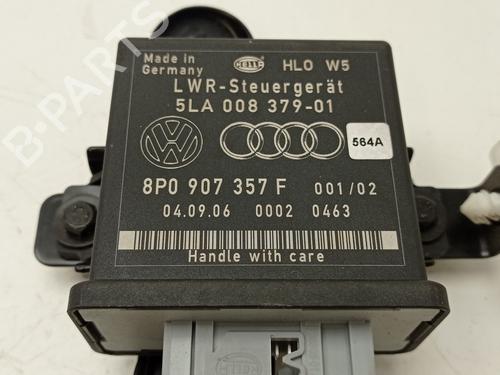 Made in
Germany
HELLA
HLO W5
LWR-Steuergerät
5LA 008 379-01
564A
8P0 907 357 F 001/02
04.09.06 0002 0463
Handle with care
B-PARTS